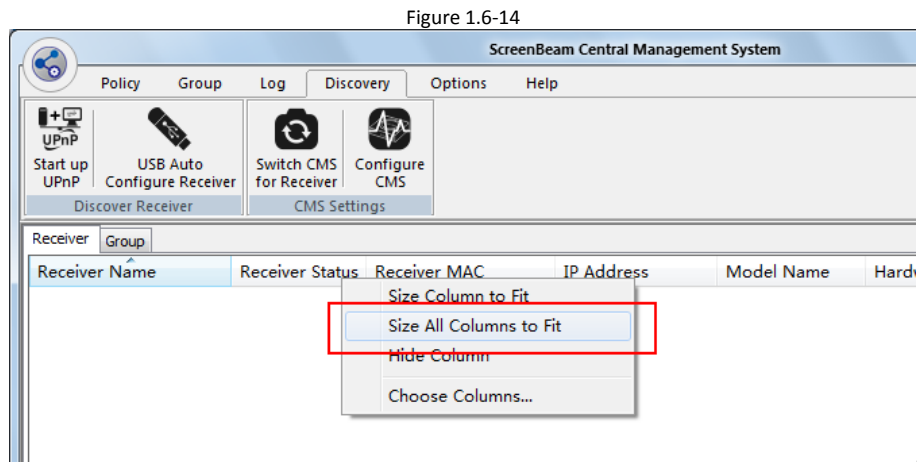 Figure 1.6-14
ScreenBeam Central Management System
Policy Group Log Discovery Options Help
UPnP
Start up UPnP
USB Auto Configure Receiver
Switch CMS for Receiver
Configure CMS
Discover Receiver
CMS Settings
Receiver Group
Receiver Name Receiver Status Receiver MAC IP Address Model Name
Size Column to Fit
Size All Columns to Fit
Hide Column
Choose Columns...